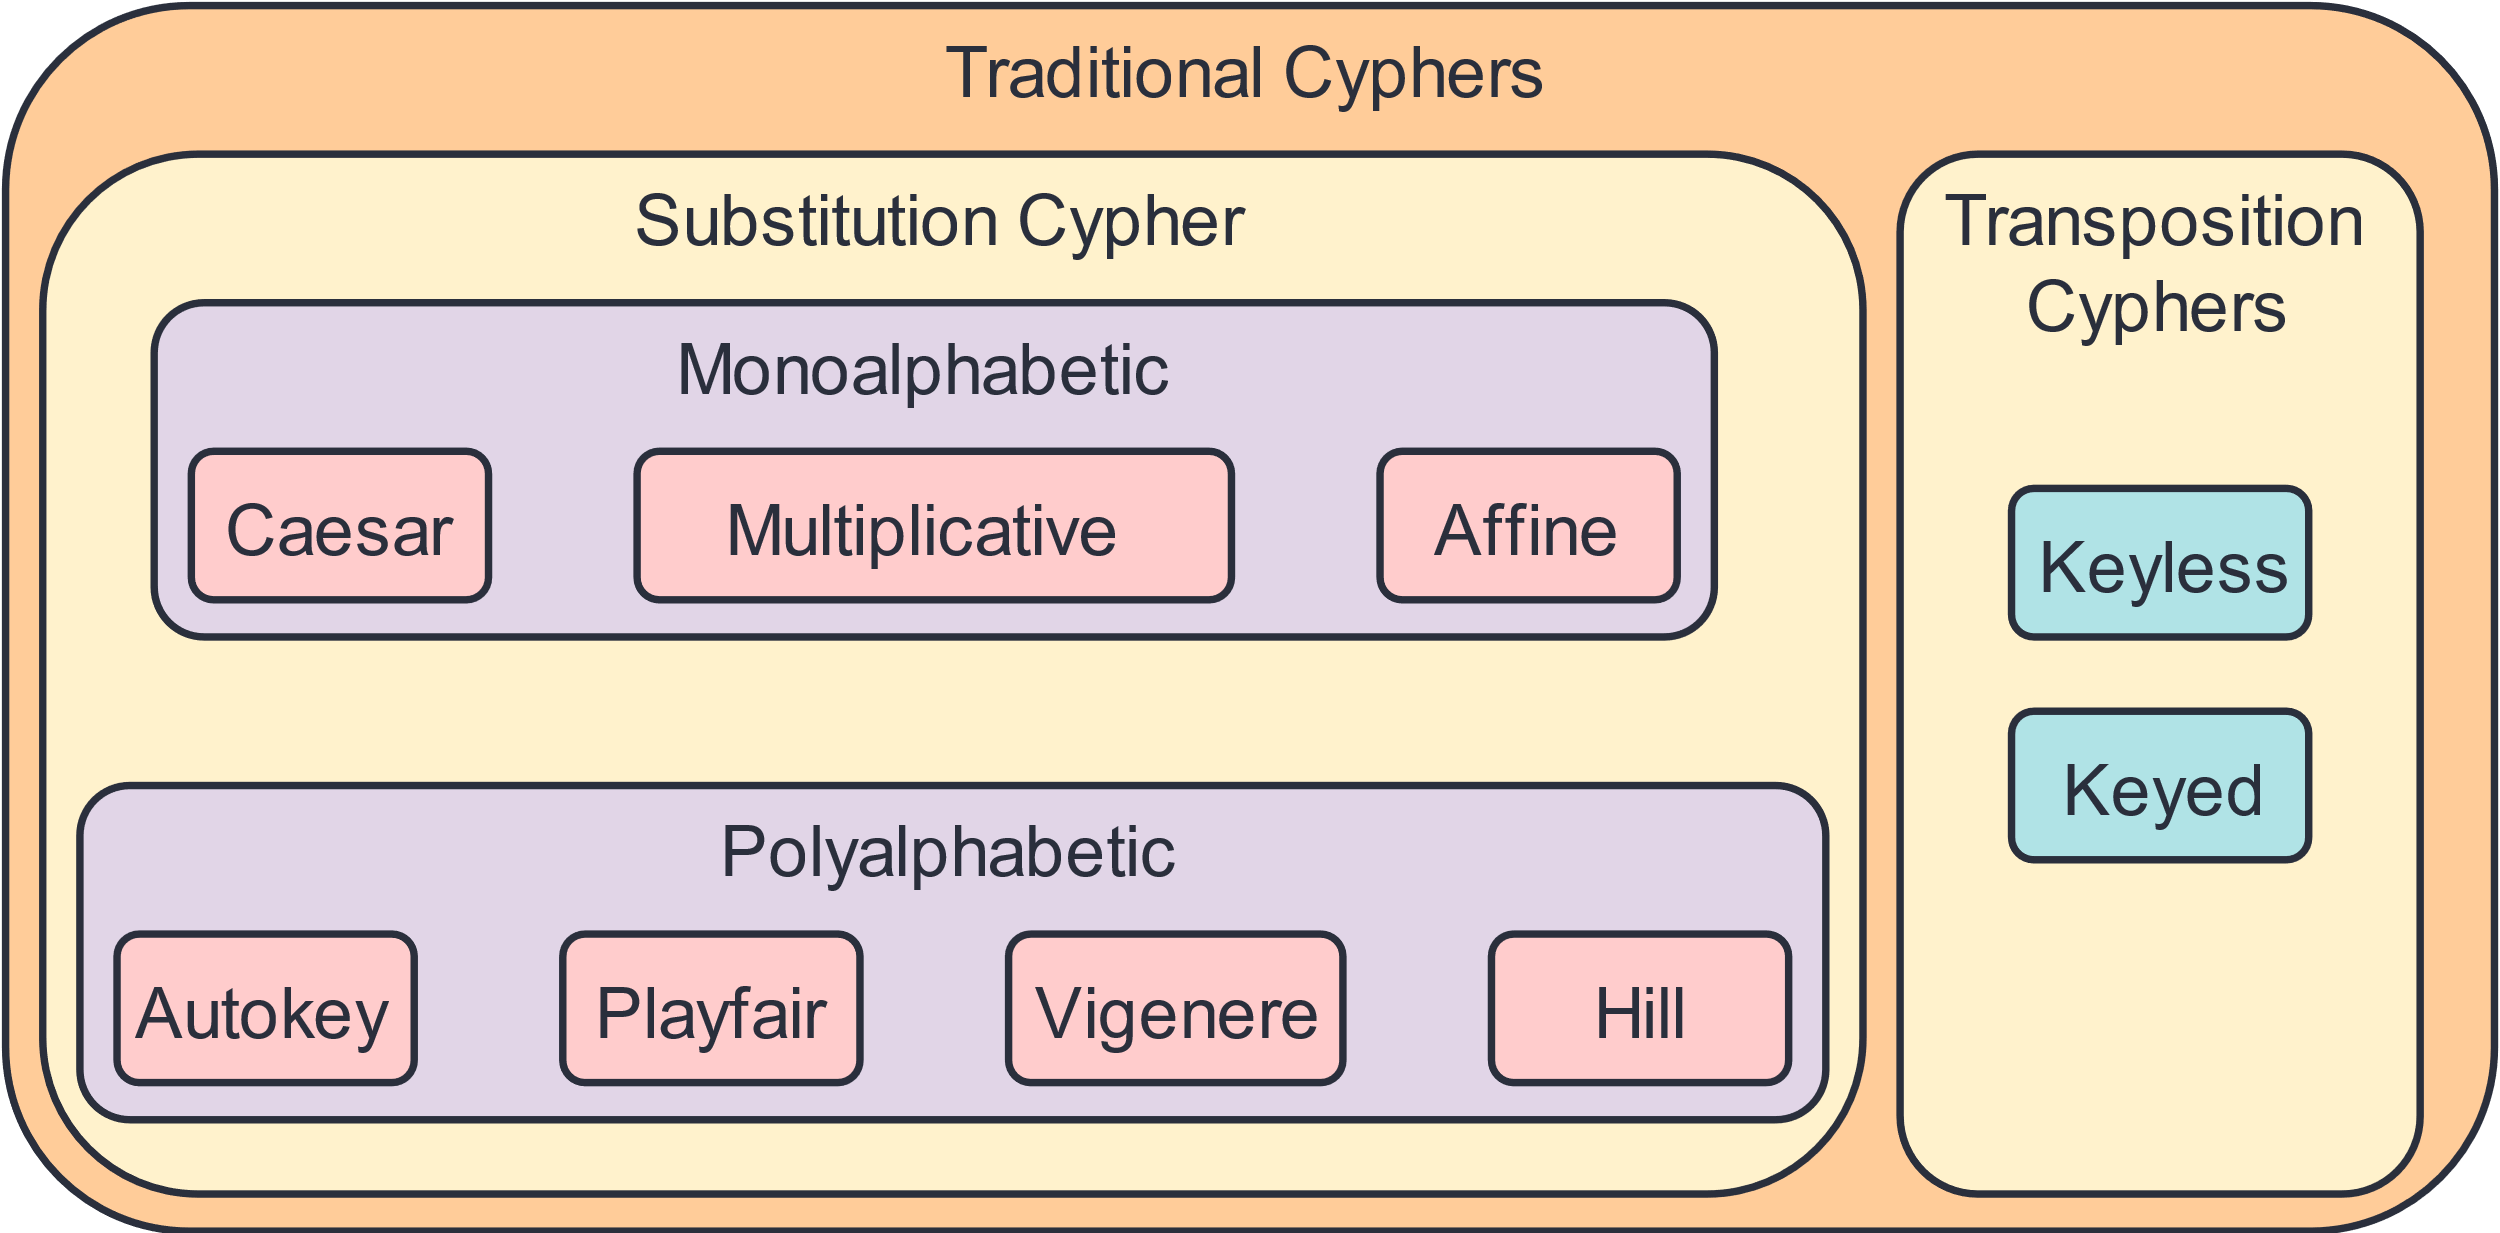 Traditional Cyphers
Substitution Cypher
Monoalphabetic
Caesar
Multiplicative
Affine
Polyalphabetic
Autokey
Playfair
Vigenere
Hill
Transposition
Cyphers
Keyless
Keyed